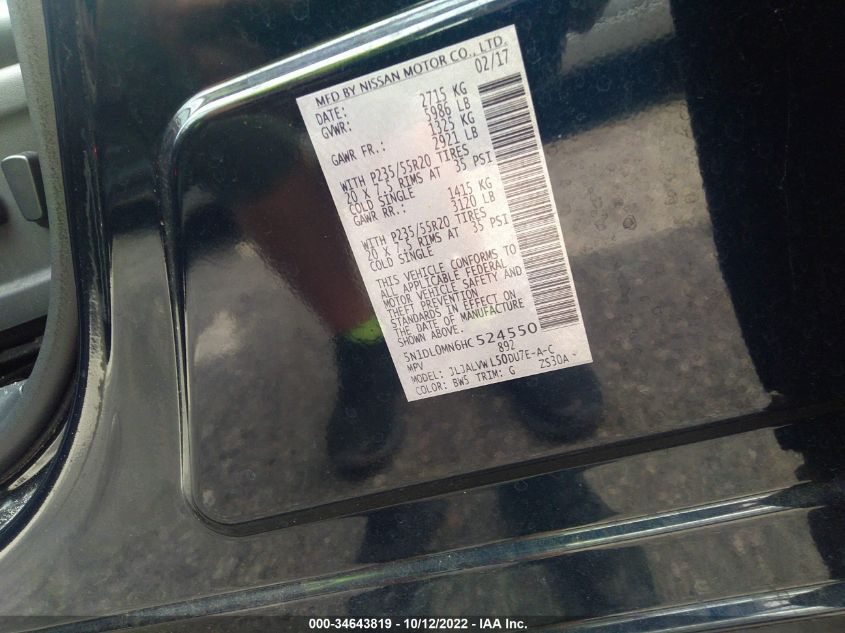 MFD BY NISSAN MOTOR CO., LTD.
DATE: 02/17
GVWR: 2715 KG
5986 LB
GAWR FR.: 1325 KG
2921 LB
WITH P235/55R20 TIRES
20 X 7.5 RIMS AT 35 PSI
COLD SINGLE
GAWR RR.: 1415 KG
3120 LB
WITH P235/55R20 TIRES
20 X 7.5 RIMS AT 35 PSI
COLD SINGLE
THIS VEHICLE CONFORMS TO
ALL APPLICABLE FEDERAL
MOTOR VEHICLE SAFETY AND
THEFT PREVENTION
STANDARDS IN EFFECT ON
THE DATE OF MANUFACTURE
SHOWN ABOVE.
5N1DL0MN6HC524550
MPV 892
MODEL: JLJALVWL50DU7E-A-C
COLOR: BW5 TRIM: G ZS30A
000-34643819 - 10/12/2022 - IAA Inc.